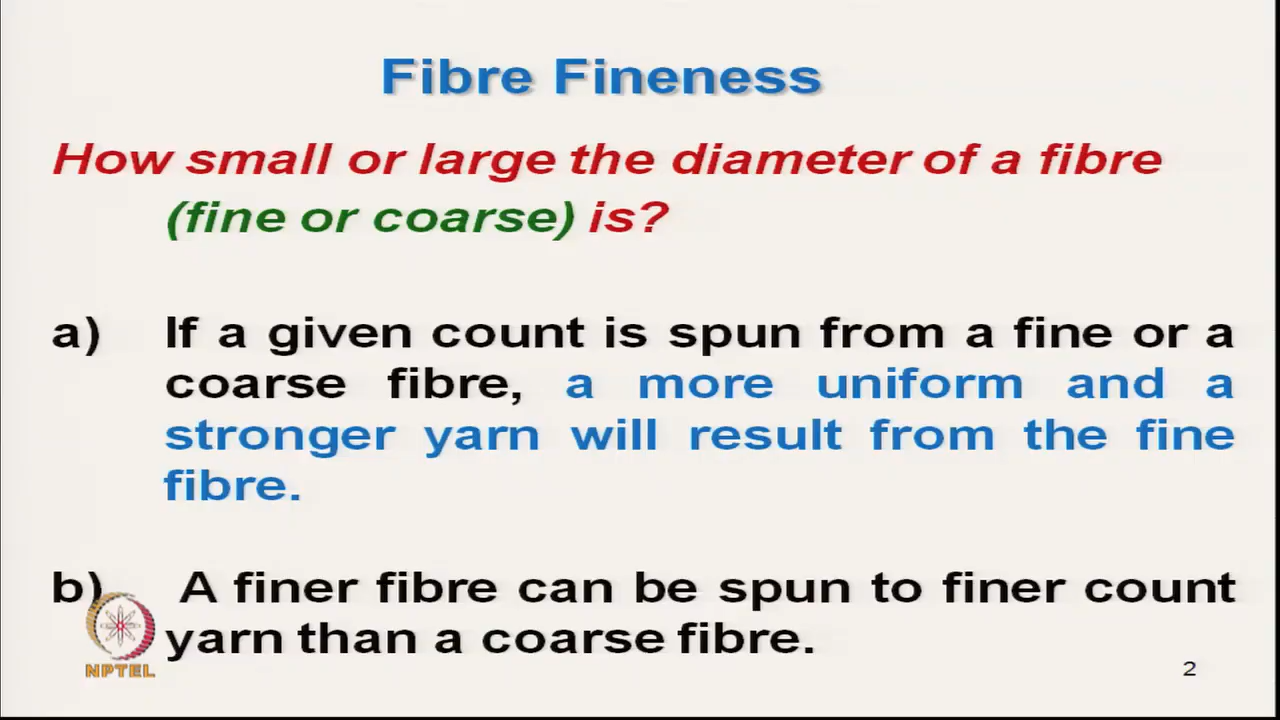 Fibre Fineness
How small or large the diameter of a fibre
(fine or coarse) is?
a) If a given count is spun from a fine or a
coarse fibre, a more uniform and a
stronger yarn will result from the fine
fibre.
b) A finer fibre can be spun to finer count
yarn than a coarse fibre.
NPTEL
2